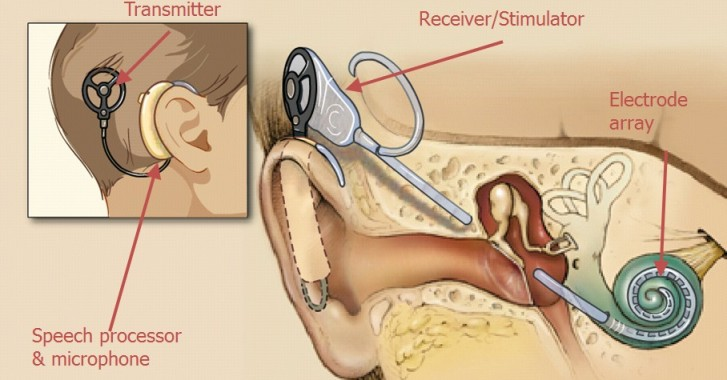 Transmitter
Receiver/Stimulator
Electrode
array
Speech processor
& microphone